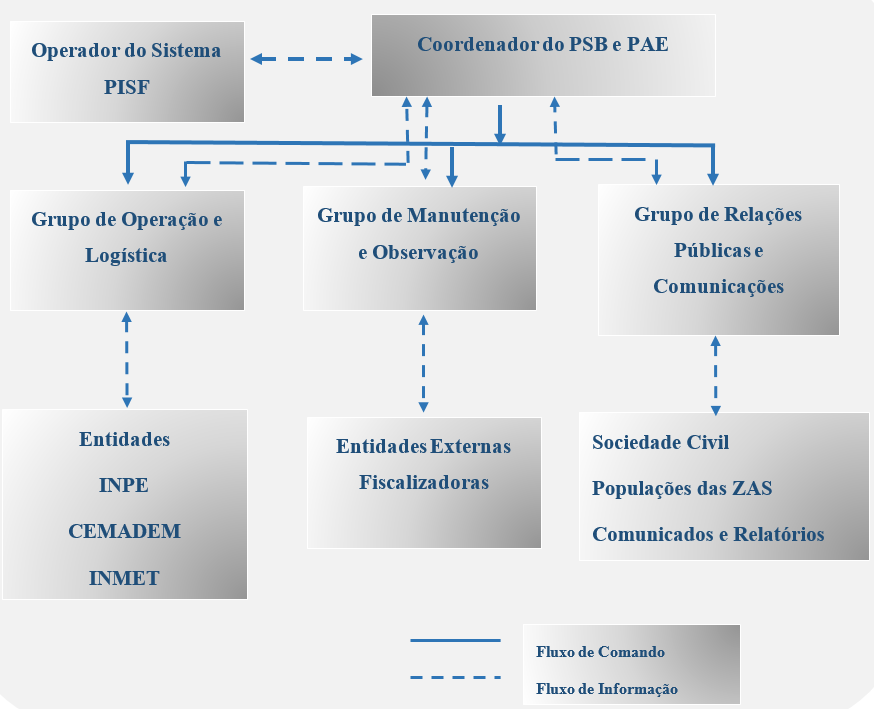 Operador do Sistema
PISF
Coordenador do PSB e PAE
Grupo de Operação e
Logística
Grupo de Manutenção
e Observação
Grupo de Relações
Públicas e
Comunicações
Entidades
INPE
CEMADEM
INMET
Entidades Externas
Fiscalizadoras
Sociedade Civil
Populações das ZAS
Comunicados e Relatórios
Fluxo de Comando
Fluxo de Informação